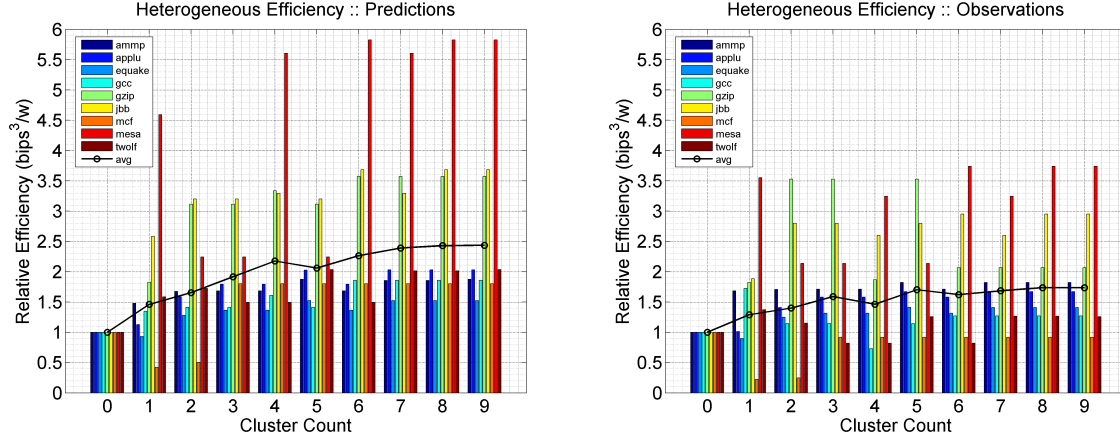 Heterogeneous Efficiency :: Predictions
Relative Efficiency (bips³/w)
6
5.5
5
4.5
4
3.5
3
2.5
2
1.5
1
0.5
0
ammp
applu
equake
gcc
gzip
jbb
mcf
mesa
twolf
avg
0 1 2 3 4 5 6 7 8 9
Cluster Count
Heterogeneous Efficiency :: Observations
Relative Efficiency (bips³/w)
6
5.5
5
4.5
4
3.5
3
2.5
2
1.5
1
0.5
0
ammp
applu
equake
gcc
gzip
jbb
mcf
mesa
twolf
avg
0 1 2 3 4 5 6 7 8 9
Cluster Count